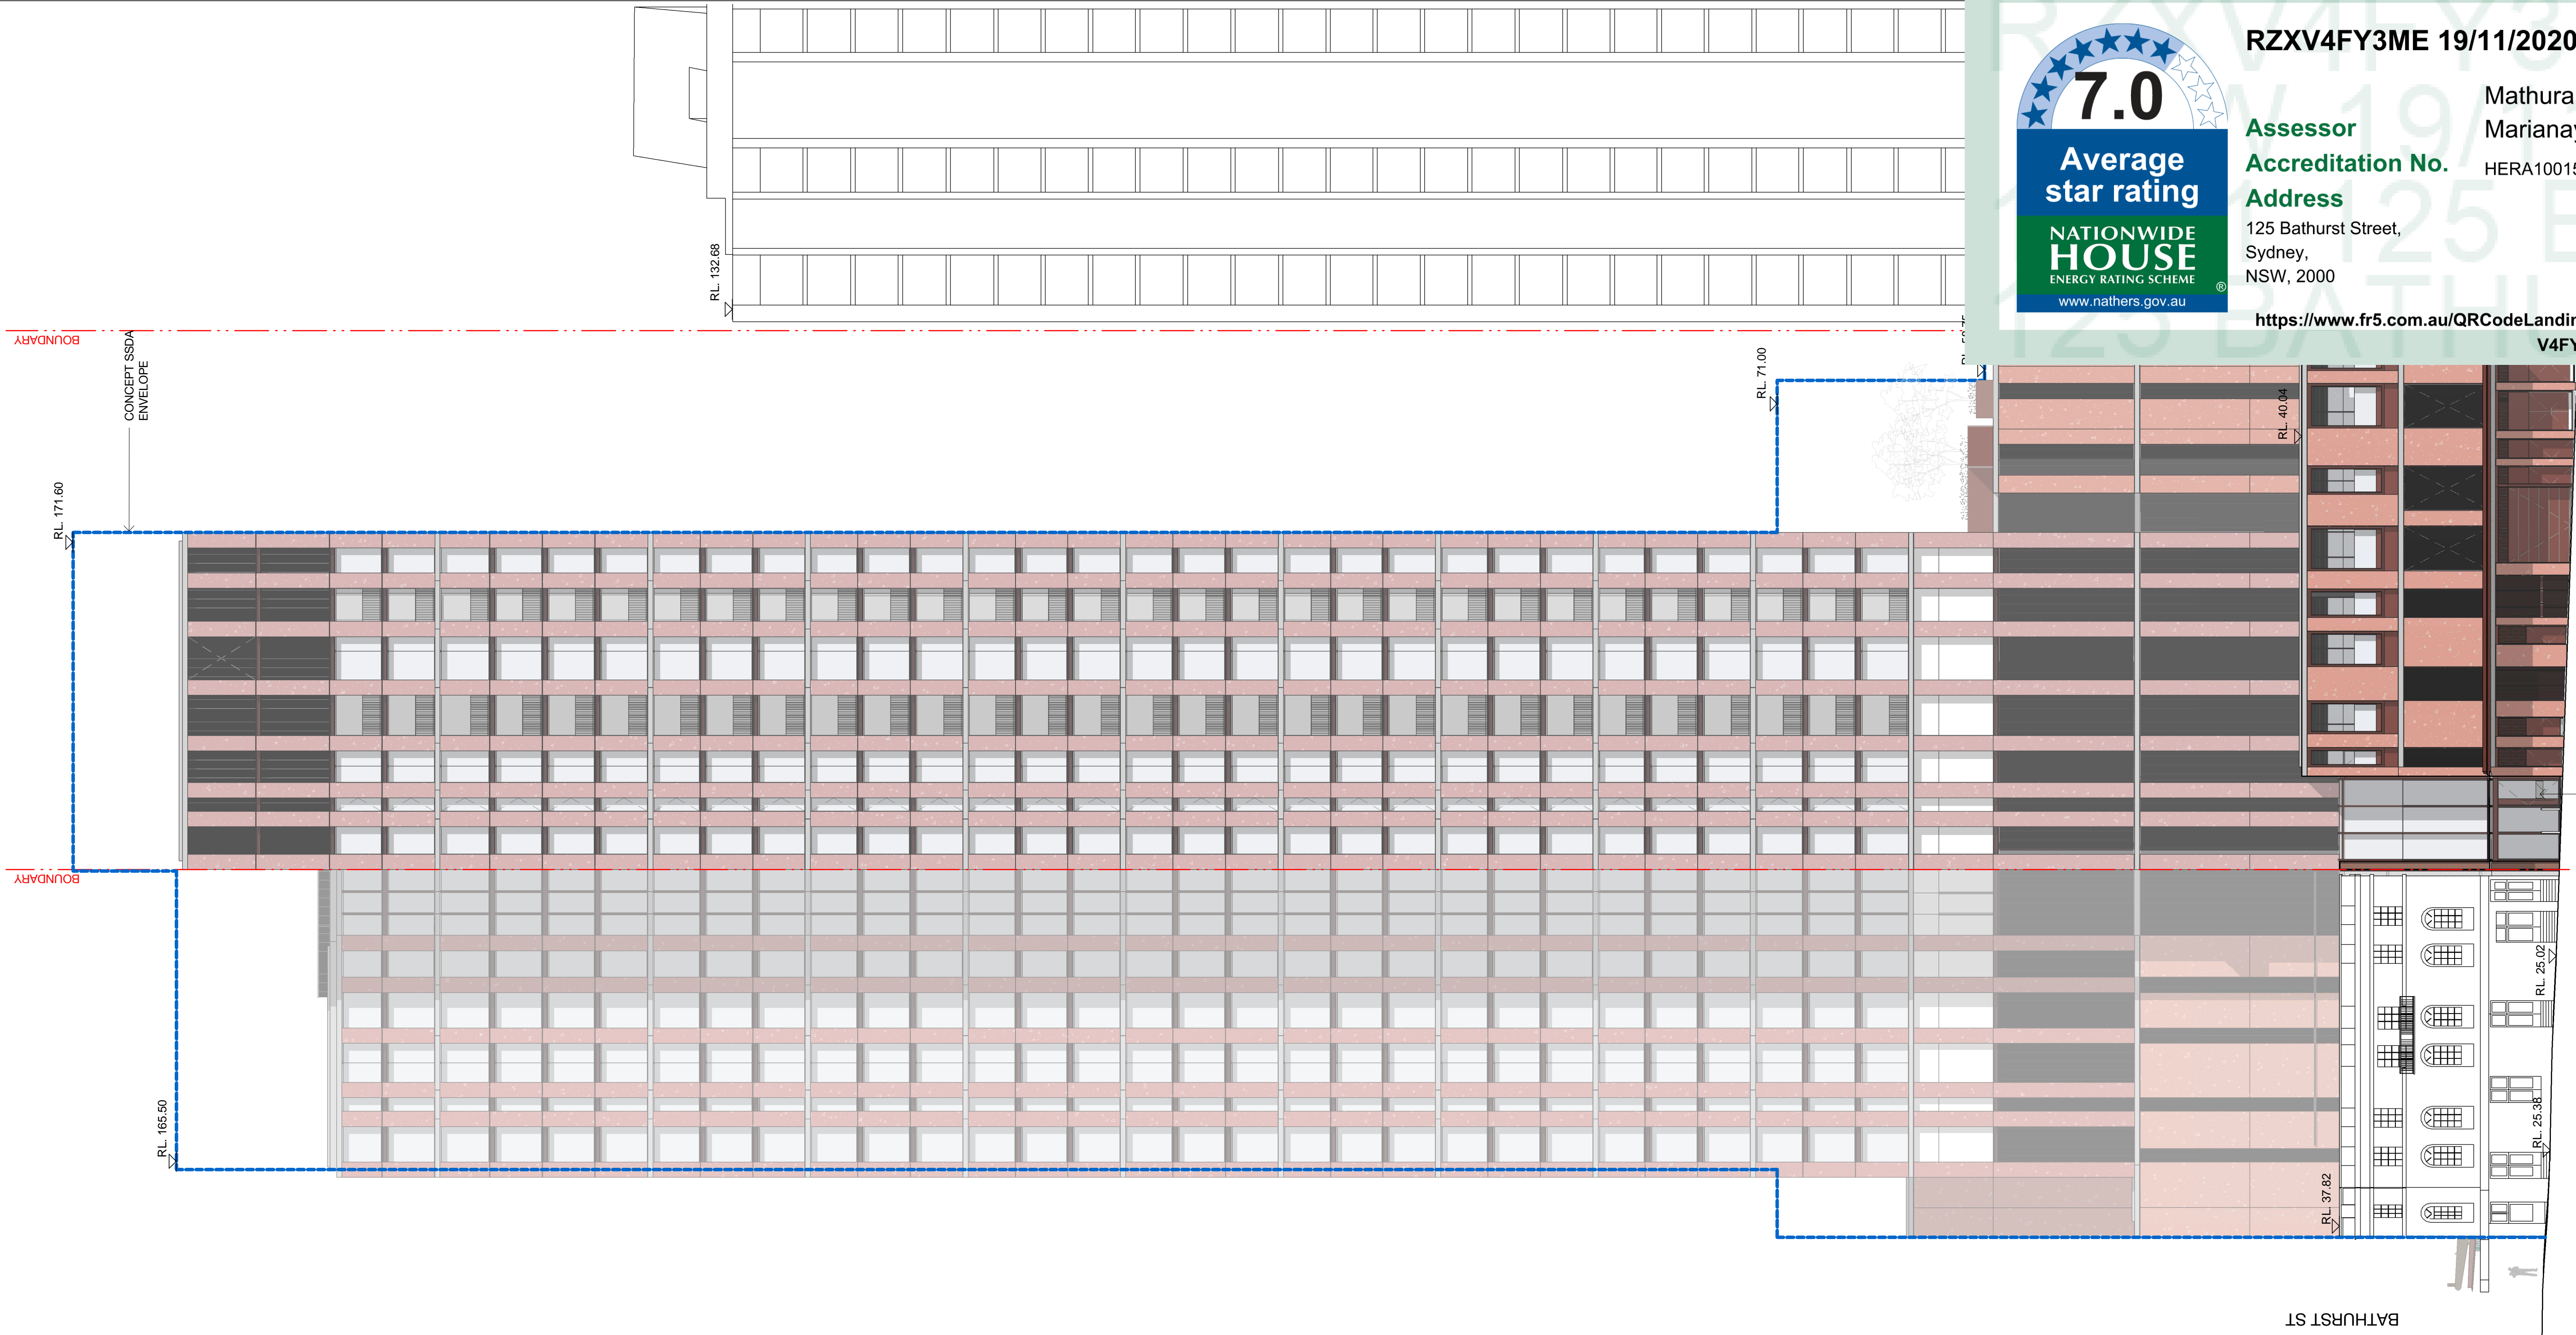 RZXV4FY3ME 19/11/2020
7.0
Average
star rating
NATIONWIDE
HOUSE
ENERGY RATING SCHEME
®
www.nathers.gov.au
Assessor
Accreditation No.
HERA10015
Address
125 Bathurst Street,
Sydney,
NSW, 2000
BOUNDARY
CONCEPT SSDA
ENVELOPE
RL. 132.68
RL. 71.00
RL. 40.04
RL. 171.60
BOUNDARY
RL. 165.50
RL. 25.02
RL. 25.38
RL. 37.82
BATHURST ST